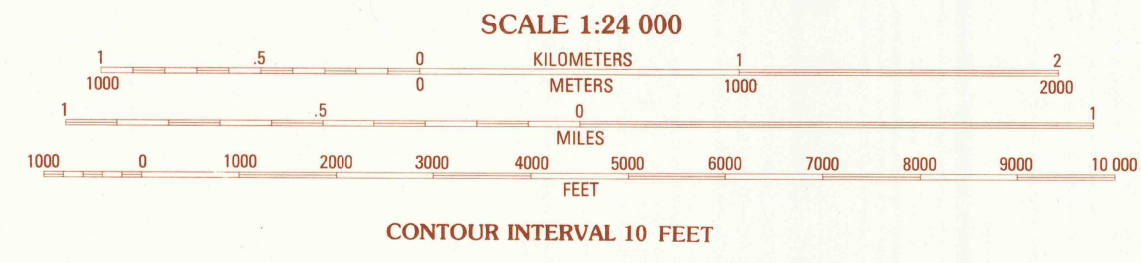 SCALE 1:24 000
1 .5 0 KILOMETERS 1 2
1000 0 METERS 1000 2000
1 .5 0 1
MILES
1000 0 1000 2000 3000 4000 5000 6000 7000 8000 9000 10 000
FEET
CONTOUR INTERVAL 10 FEET